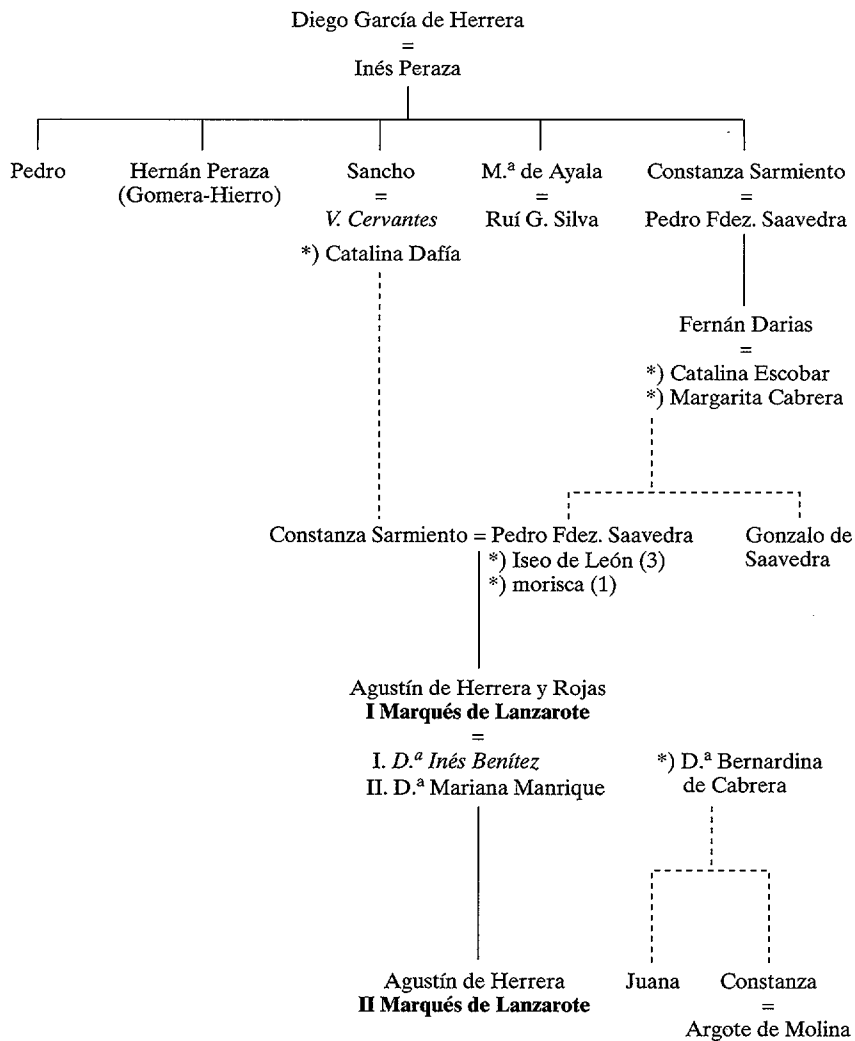 Diego García de Herrera
=
Inés Peraza
Pedro
Hernán Peraza
(Gomera-Hierro)
Sancho
=
V. Cervantes
*) Catalina Dafía
M.ª de Ayala
=
Ruí G. Silva
Constanza Sarmiento
=
Pedro Fdez. Saavedra
Fernán Darias
=
*) Catalina Escobar
*) Margarita Cabrera
Constanza Sarmiento = Pedro Fdez. Saavedra
*) Iseo de León (3)
*) morisca (1)
Gonzalo de
Saavedra
Agustín de Herrera y Rojas
I Marqués de Lanzarote
=
I. D.ª Inés Benítez
II. D.ª Mariana Manrique
*) D.ª Bernardina
de Cabrera
Agustín de Herrera
II Marqués de Lanzarote
Juana
Constanza
=
Argote de Molina